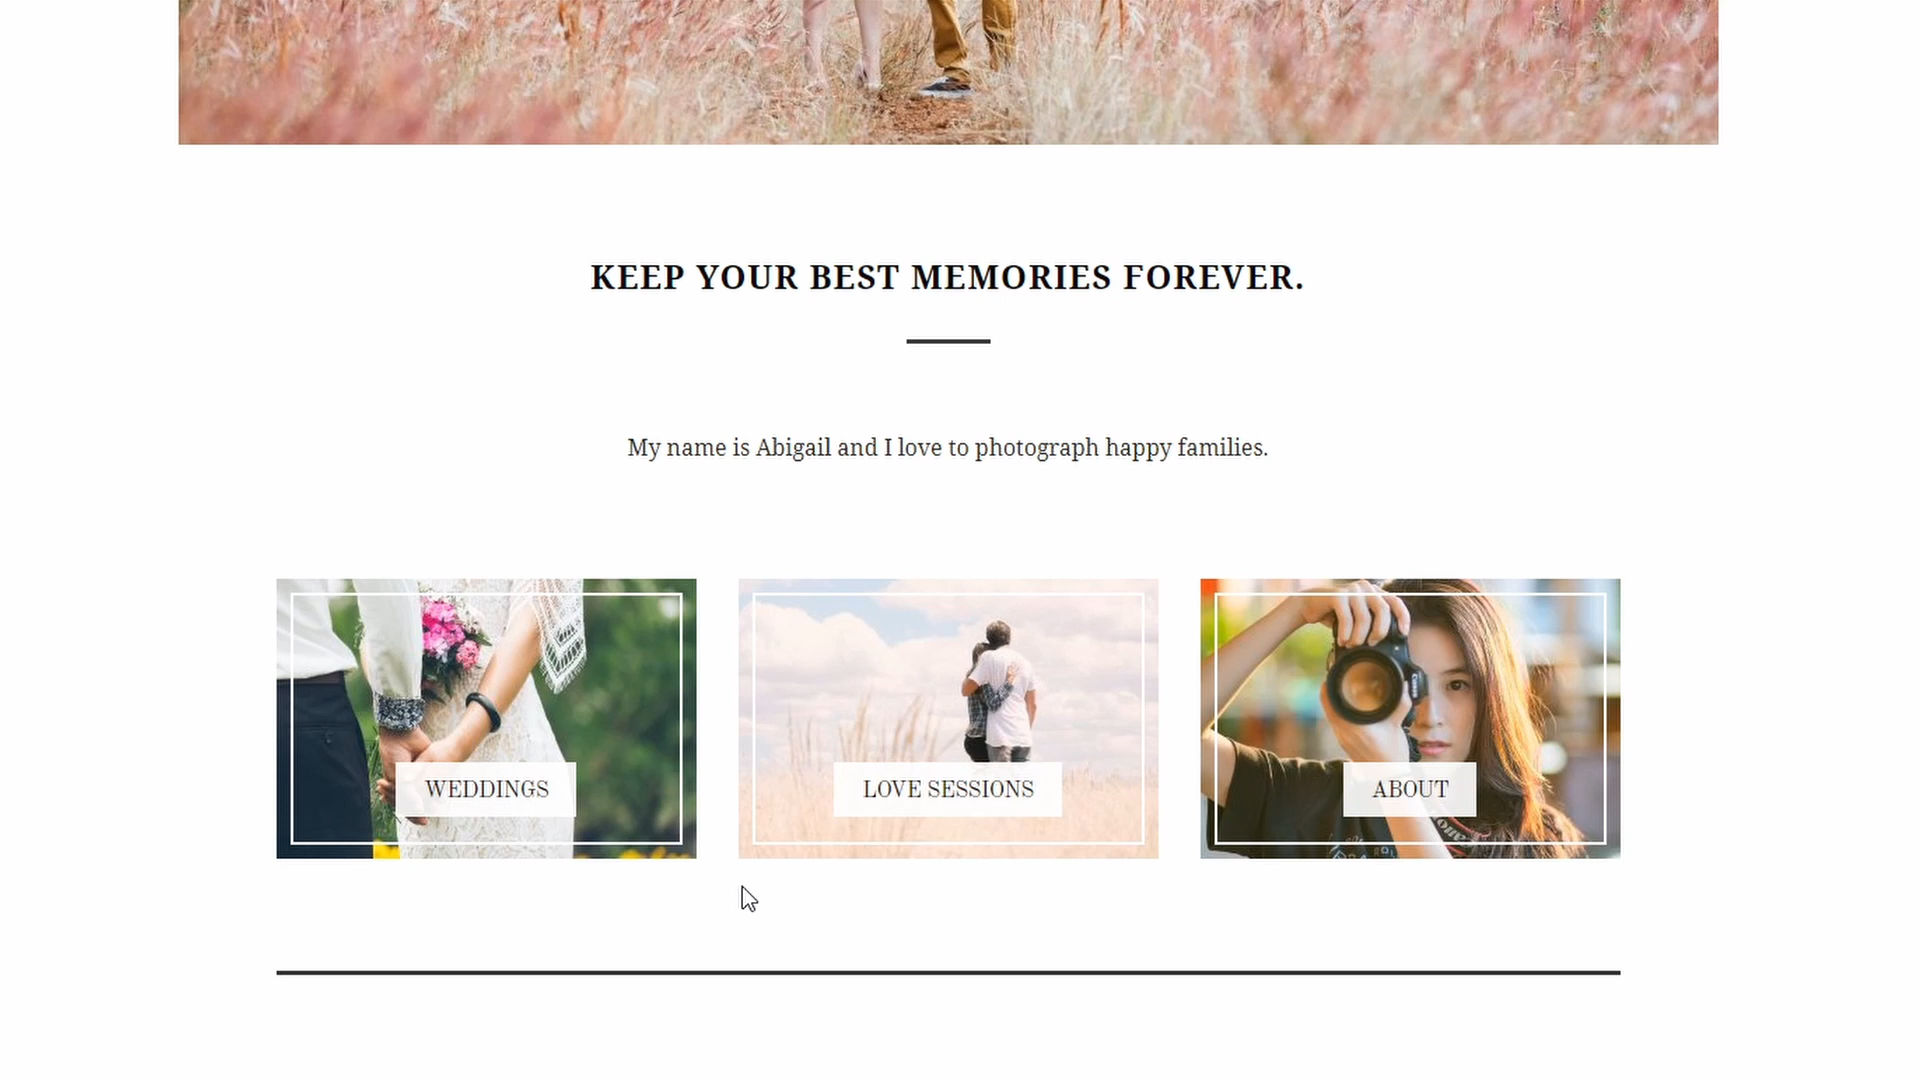 KEEP YOUR BEST MEMORIES FOREVER.
My name is Abigail and I love to photograph happy families.
WEDDINGS
LOVE SESSIONS
ABOUT
Canon